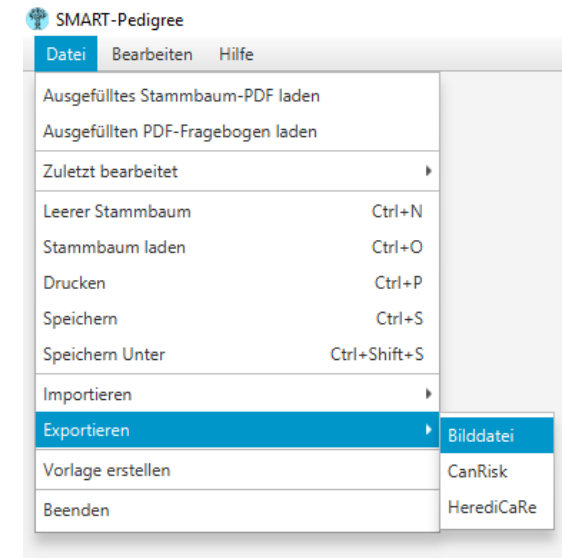 SMART-Pedigree
Datei Bearbeiten Hilfe
Ausgefülltes Stammbaum-PDF laden
Ausgefüllten PDF-Fragebogen laden
Zuletzt bearbeitet
Leerer Stammbaum Ctrl+N
Stammbaum laden Ctrl+O
Drucken Ctrl+P
Speichern Ctrl+S
Speichern Unter Ctrl+Shift+S
Importieren
Exportieren
Bilddatei
CanRisk
HerediCaRe
Vorlage erstellen
Beenden